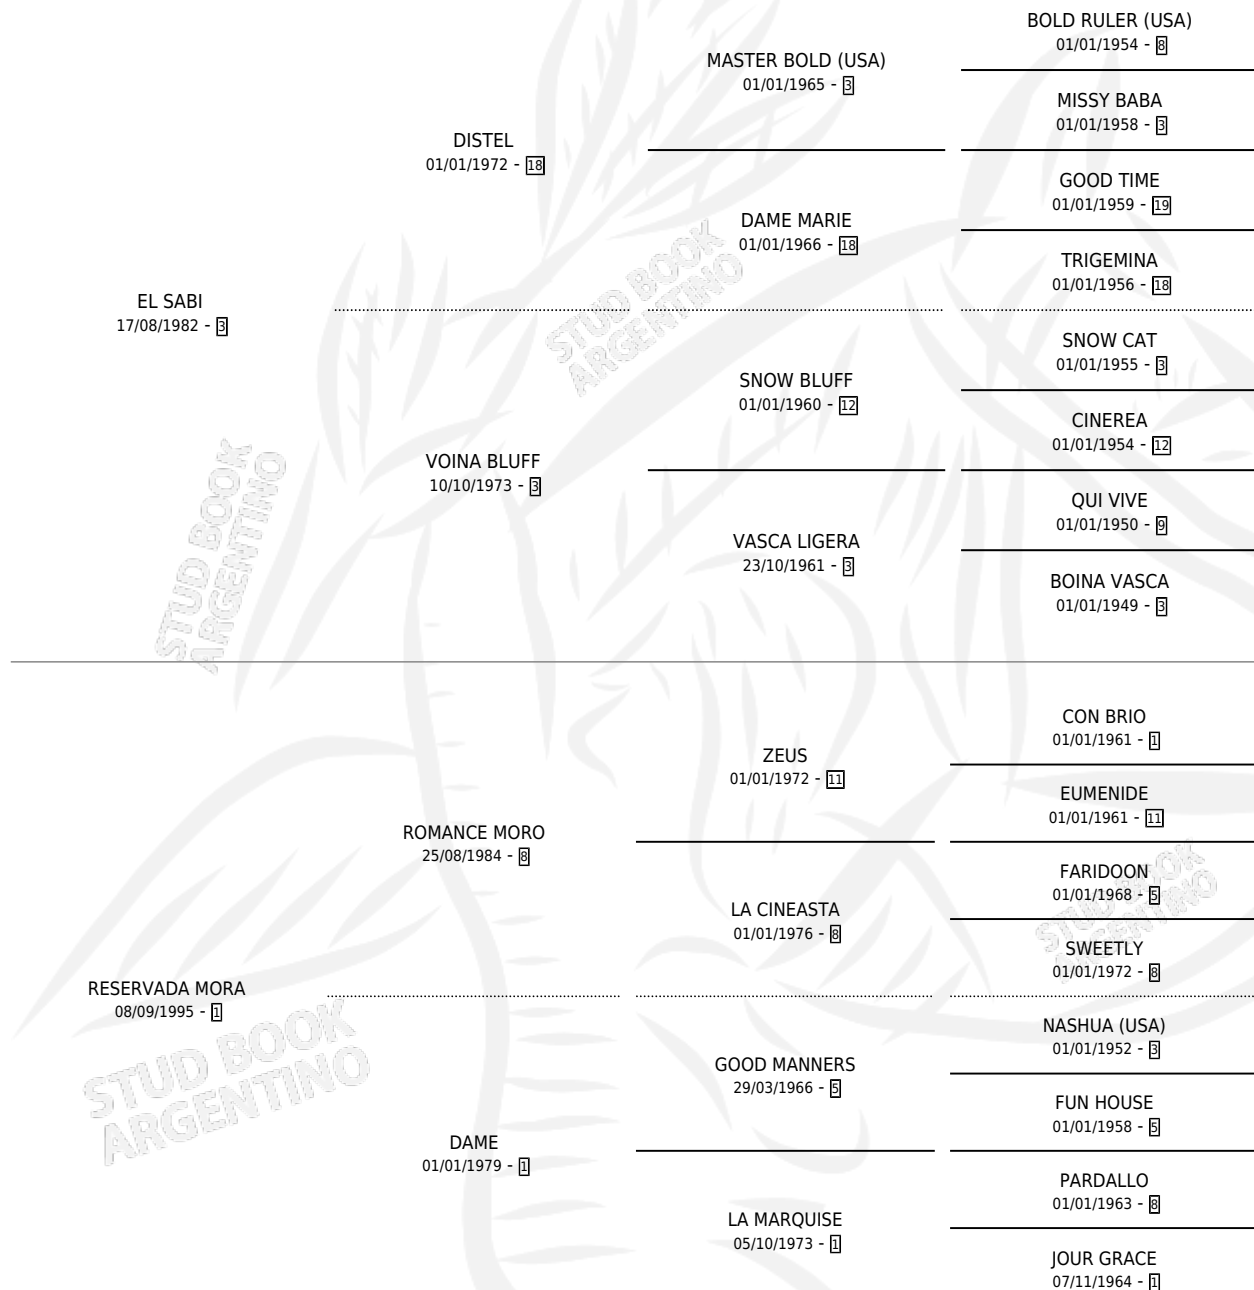 BOLD RULER (USA)
01/01/1954 - 8
MASTER BOLD (USA)
01/01/1965 - 3
MISSY BABA
01/01/1958 - 3
DISTEL
01/01/1972 - 18
GOOD TIME
01/01/1959 - 19
DAME MARIE
01/01/1966 - 18
TRIGEMINA
01/01/1956 - 18
EL SABI
17/08/1982 - 3
SNOW CAT
01/01/1955 - 3
SNOW BLUFF
01/01/1960 - 12
CINEREA
01/01/1954 - 12
VOINA BLUFF
10/10/1973 - 3
QUI VIVE
01/01/1950 - 9
VASCA LIGERA
23/10/1961 - 3
BOINA VASCA
01/01/1949 - 3
CON BRIO
01/01/1961 - 1
ZEUS
01/01/1972 - 11
EUMENIDE
01/01/1961 - 11
ROMANCE MORO
25/08/1984 - 8
FARIDOON
01/01/1968 - 5
LA CINEASTA
01/01/1976 - 8
SWEETLY
01/01/1972 - 8
RESERVADA MORA
08/09/1995 - 1
NASHUA (USA)
01/01/1952 - 3
GOOD MANNERS
29/03/1966 - 5
FUN HOUSE
01/01/1958 - 5
DAME
01/01/1979 - 1
PARDALLO
01/01/1963 - 8
LA MARQUISE
05/10/1973 - 1
JOUR GRACE
07/11/1964 - 1
STUD BOOK
ARGENTINO
STUD BOOK
ARGENTINO
STUD BOOK
ARGENTINO
STUD BOOK
ARGENTINO